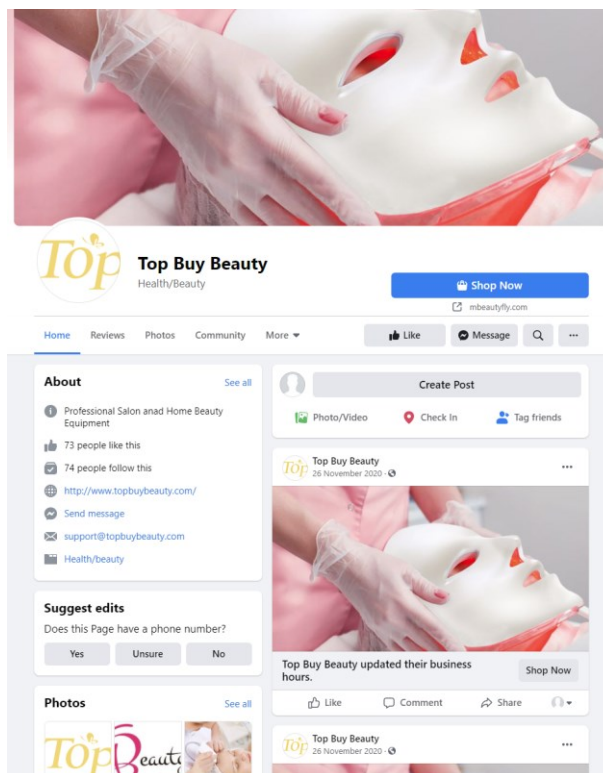 Top
Top Buy Beauty
Health/Beauty
Shop Now
mbeautyfly.com
Home Reviews Photos Community More
Like Message
About See all
Professional Salon anad Home Beauty
Equipment
73 people like this
74 people follow this
http://www.topbuybeauty.com/
Send message
support@topbuybeauty.com
Health/beauty
Suggest edits
Does this Page have a phone number?
Yes Unsure No
Photos See all
Top
Beauty
Create Post
Photo/Video Check In Tag friends
Top
Top Buy Beauty
26 November 2020 ·
Top Buy Beauty updated their business
hours.
Shop Now
Like Comment Share
Top
Top Buy Beauty
26 November 2020 ·